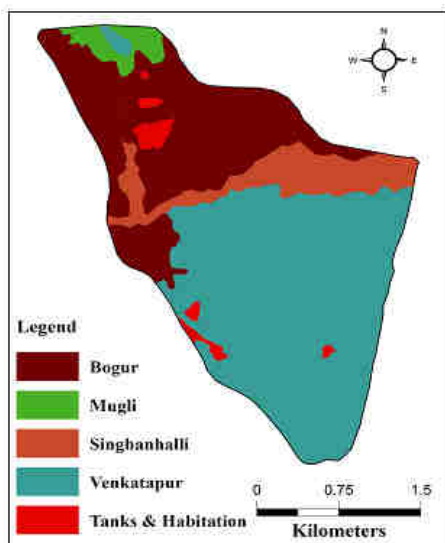 N
W E
S
Legend
Bogur
Mugli
Singhanhalli
Venkatapur
Tanks & Habitation
0 0.75 1.5
Kilometers